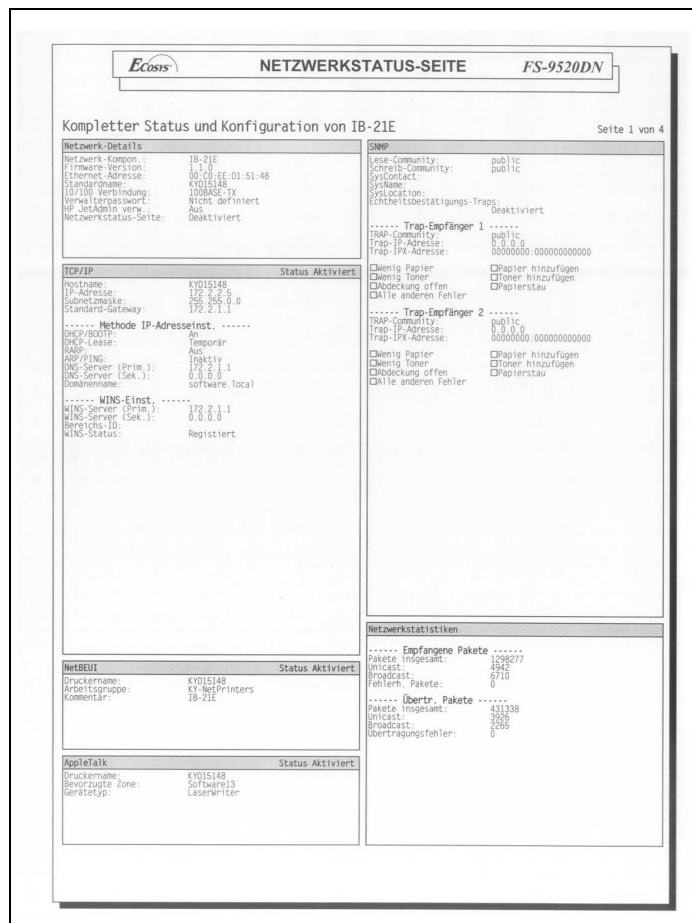 Ecosys
NETZWERKSTATUS-SEITE
FS-9520DN
Kompletter Status und Konfiguration von IB-21E
Seite 1 von 4
Netzwerk-Details
Netzwerk-Kompon.: IB-21E
Firmware-Version: 1.1.0
Ethernet-Adresse: 00:C0:EE:D1:51:48
Standardname: KYD15148
10/100 Verbindung: 100BASE-TX
Verwalterpasswort: Nicht definiert
HP JetAdmin verw.: Aus
Netzwerkstatus-Seite: Deaktiviert
TCP/IP Status Aktiviert
Hostname: KYD15148
IP-Adresse: 172.2.2.5
Subnetzmaske: 255.255.0.0
Standard-Gateway: 172.2.1.1
------ Methode IP-Adresseinst. ------
DHCP/BOOTP: An
DHCP-Lease: Temporär
RARP: Aus
ARP/PING: Inaktiv
DNS-Server (Prim.): 172.2.1.1
DNS-Server (Sek.): 0.0.0.0
Domänenname: software.local
------ WINS-Einst. ------
WINS-Server (Prim.): 172.2.1.1
WINS-Server (Sek.): 0.0.0.0
Bereichs-ID:
WINS-Status: Registiert
NetBEUI Status Aktiviert
Druckername: KYD15148
Arbeitsgruppe: KY-NetPrinters
Kommentar: IB-21E
AppleTalk Status Aktiviert
Druckername: KYD15148
Bevorzugte Zone: Software13
Gerätetyp: LaserWriter
SNMP
Lese-Community: public
Schreib-Community: public
SysContact:
SysName:
SysLocation:
Echtheitsbestätigungs-Traps:
Deaktiviert
------ Trap-Empfänger 1 ------
TRAP-Community: public
Trap-IP-Adresse: 0.0.0.0
Trap-IPX-Adresse: 00000000:000000000000
Wenig Papier Papier hinzufügen
Wenig Toner Toner hinzufügen
Abdeckung offen Papierstau
Alle anderen Fehler
------ Trap-Empfänger 2 ------
TRAP-Community: public
Trap-IP-Adresse: 0.0.0.0
Trap-IPX-Adresse: 00000000:000000000000
Wenig Papier Papier hinzufügen
Wenig Toner Toner hinzufügen
Abdeckung offen Papierstau
Alle anderen Fehler
Netzwerkstatistiken
------ Empfangene Pakete ------
Pakete insgesamt: 1298277
Unicast: 4942
Broadcast: 6710
Fehlerh. Pakete: 0
------ Übertr. Pakete ------
Pakete insgesamt: 431338
Unicast: 3926
Broadcast: 2265
Übertragungsfehler: 0